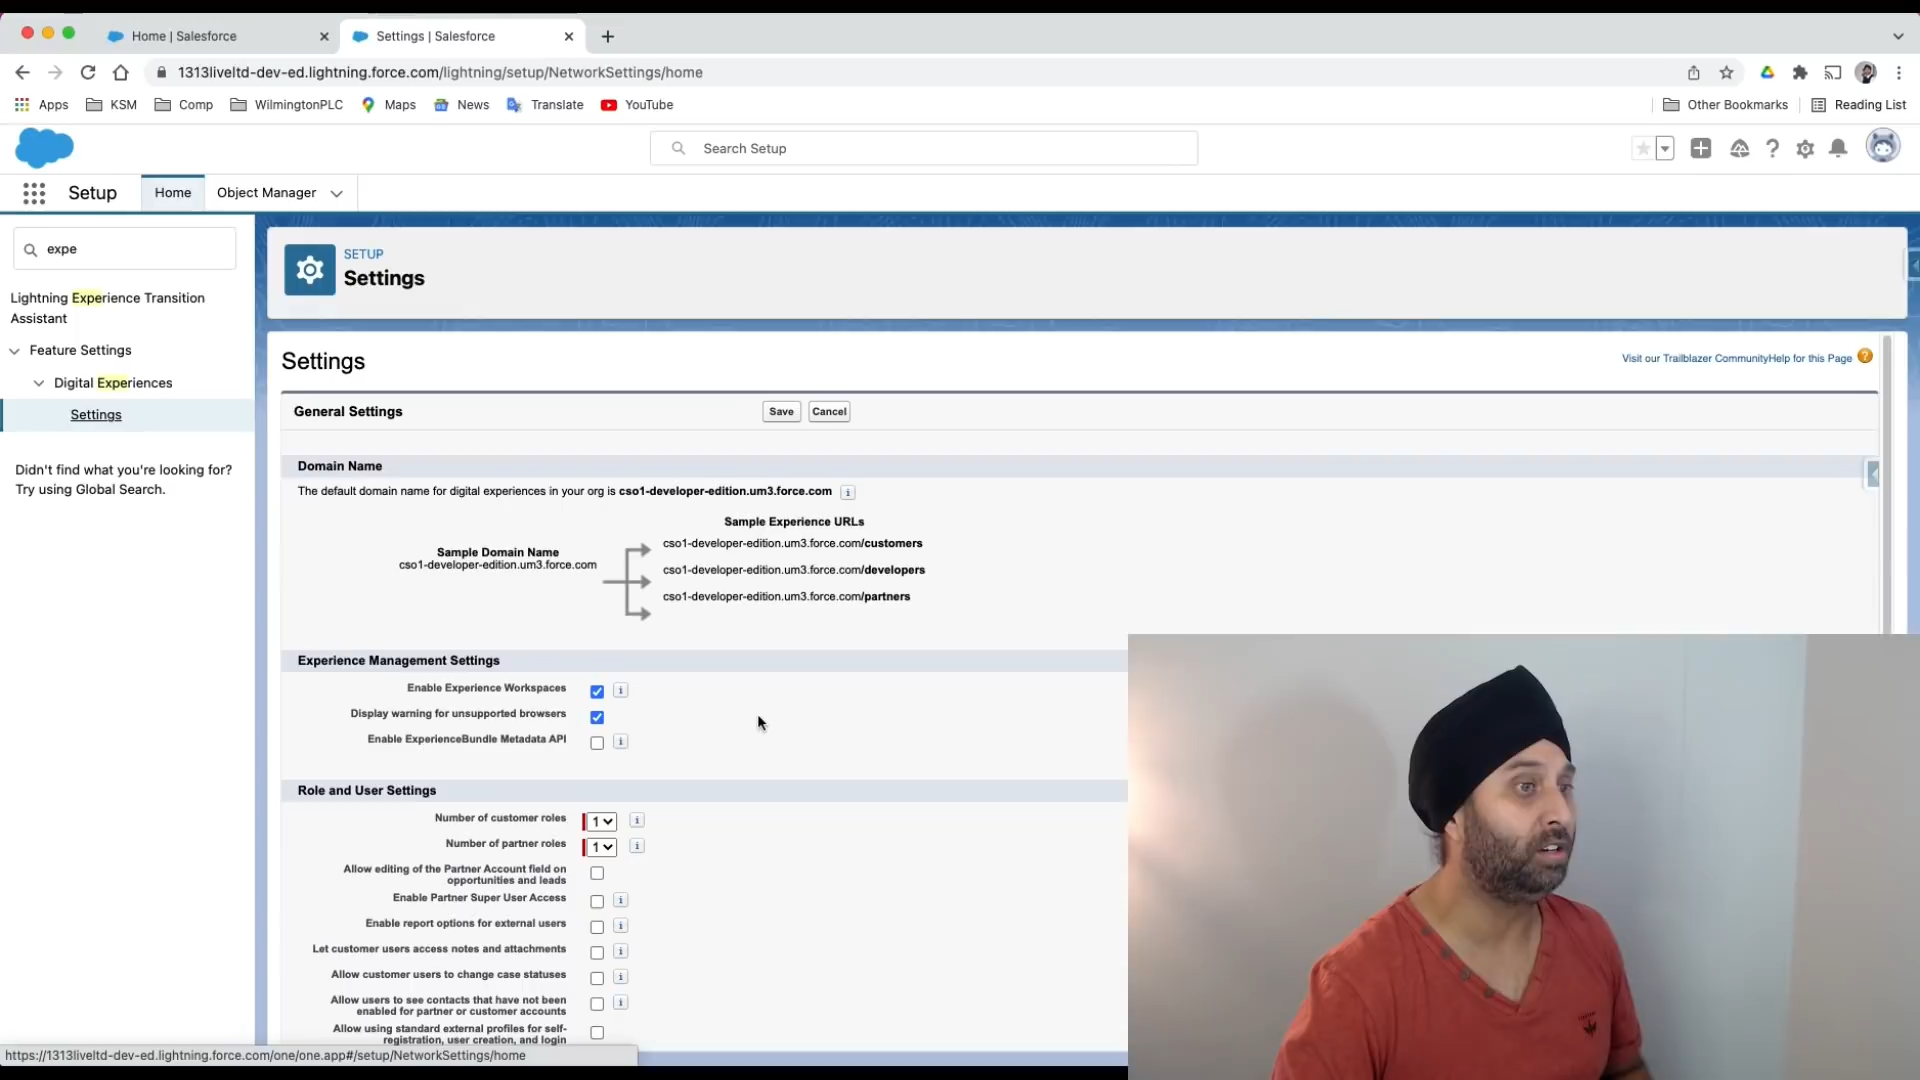 Home | Salesforce
Settings | Salesforce
1313liveltd-dev-ed.lightning.force.com/lightning/setup/NetworkSettings/home
Apps KSM Comp WilmingtonPLC Maps News Translate YouTube Other Bookmarks Reading List
Search Setup
Setup Home Object Manager
expe
Lightning Experience Transition
Assistant
Feature Settings
Digital Experiences
Settings
Didn't find what you're looking for?
Try using Global Search.
SETUP
Settings
Settings
Visit our Trailblazer Community Help for this Page
General Settings Save Cancel
Domain Name
The default domain name for digital experiences in your org is cso1-developer-edition.um3.force.com
Sample Experience URLs
Sample Domain Name
cso1-developer-edition.um3.force.com
cso1-developer-edition.um3.force.com/customers
cso1-developer-edition.um3.force.com/developers
cso1-developer-edition.um3.force.com/partners
Experience Management Settings
Enable Experience Workspaces
Display warning for unsupported browsers
Enable ExperienceBundle Metadata API
Role and User Settings
Number of customer roles 1
Number of partner roles 1
Allow editing of the Partner Account field on
opportunities and leads
Enable Partner Super User Access
Enable report options for external users
Let customer users access notes and attachments
Allow customer users to change case statuses
Allow users to see contacts that have not been
enabled for partner or customer accounts
Allow using standard external profiles for self-
registration, user creation, and login
https://1313liveltd-dev-ed.lightning.force.com/one/one.app#/setup/NetworkSettings/home